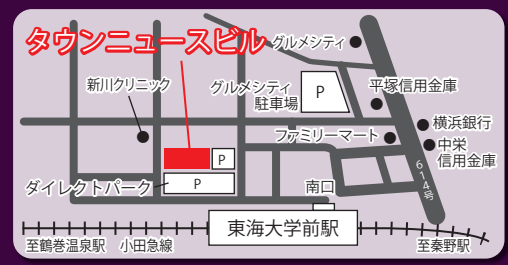 タウンニュースビル
グルメシティ
新川クリニック
グルメシティ
駐車場
P
平塚信用金庫
横浜銀行
ファミリーマート
中栄
信用金庫
P
P
ダイレクトパーク
614号
南口
東海大学前駅
至鶴巻温泉駅
小田急線
至秦野駅